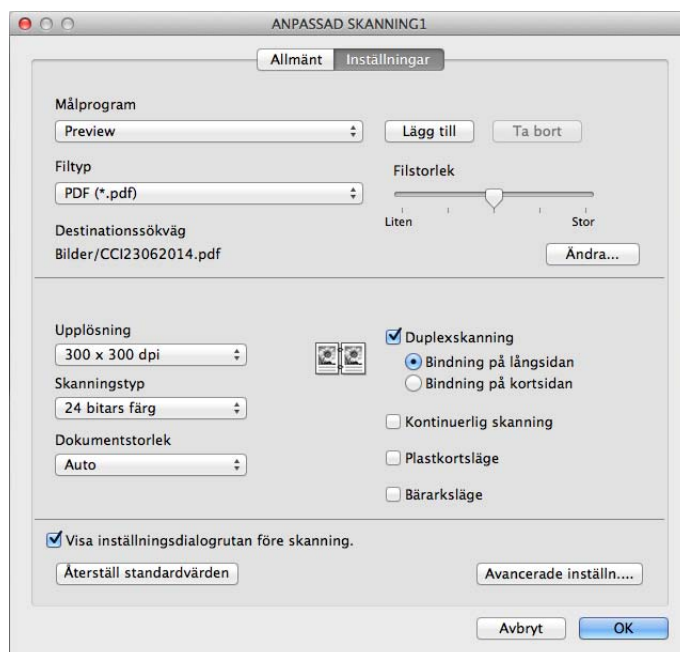 ANPASSAD SKANNING1
Allmänt Inställningar
Målprogram
Preview Lägg till Ta bort
Filtyp Filstorlek
PDF (*.pdf)
Liten Stor
Destinationssökväg
Bilder/CCI23062014.pdf Ändra...
Upplösning Duplexskanning
300 x 300 dpi Bindning på långsidan
Skanningstyp Bindning på kortsidan
24 bitars färg Kontinuerlig skanning
Dokumentstorlek
Auto Plastkortsläge
Bärarksläge
Visa inställningsdialogrutan före skanning.
Återställ standardvärden Avancerade inställn....
Avbryt OK